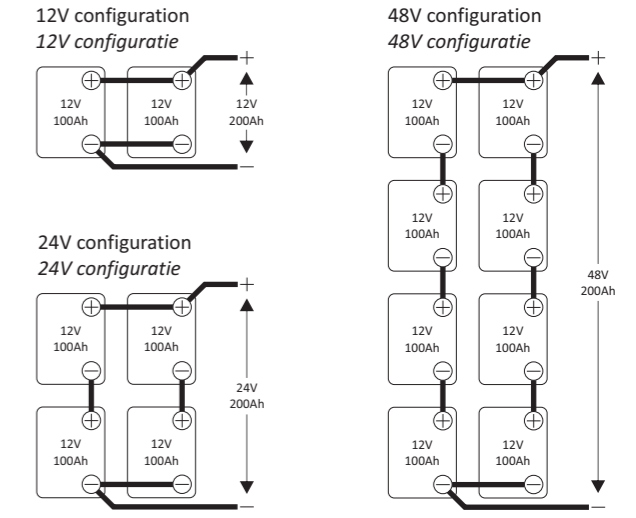 12V configuration
12V configuratie
+ + +
12V 12V 12V
100Ah 100Ah 200Ah
− − −
24V configuration
24V configuratie
+ + +
12V 12V
100Ah 100Ah
− −
24V
200Ah
+ +
12V 12V
100Ah 100Ah
− − −
48V configuration
48V configuratie
+ + +
12V 12V
100Ah 100Ah
− −
+ +
12V 12V
100Ah 100Ah
− −
48V
200Ah
+ +
12V 12V
100Ah 100Ah
− −
+ +
12V 12V
100Ah 100Ah
− − −